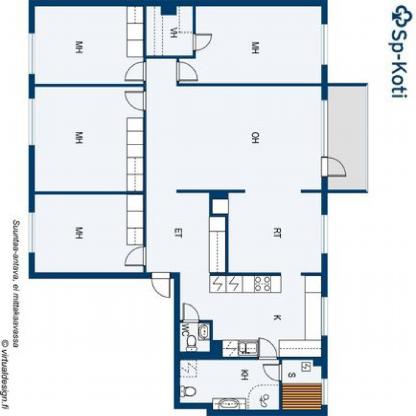 Sp-Koti
VH
MH
MH
MH
OH
MH
ET
RT
K
WC
KH
S
Suuntaa-antava, ei mittakaavassa
© virtualdesign.fi